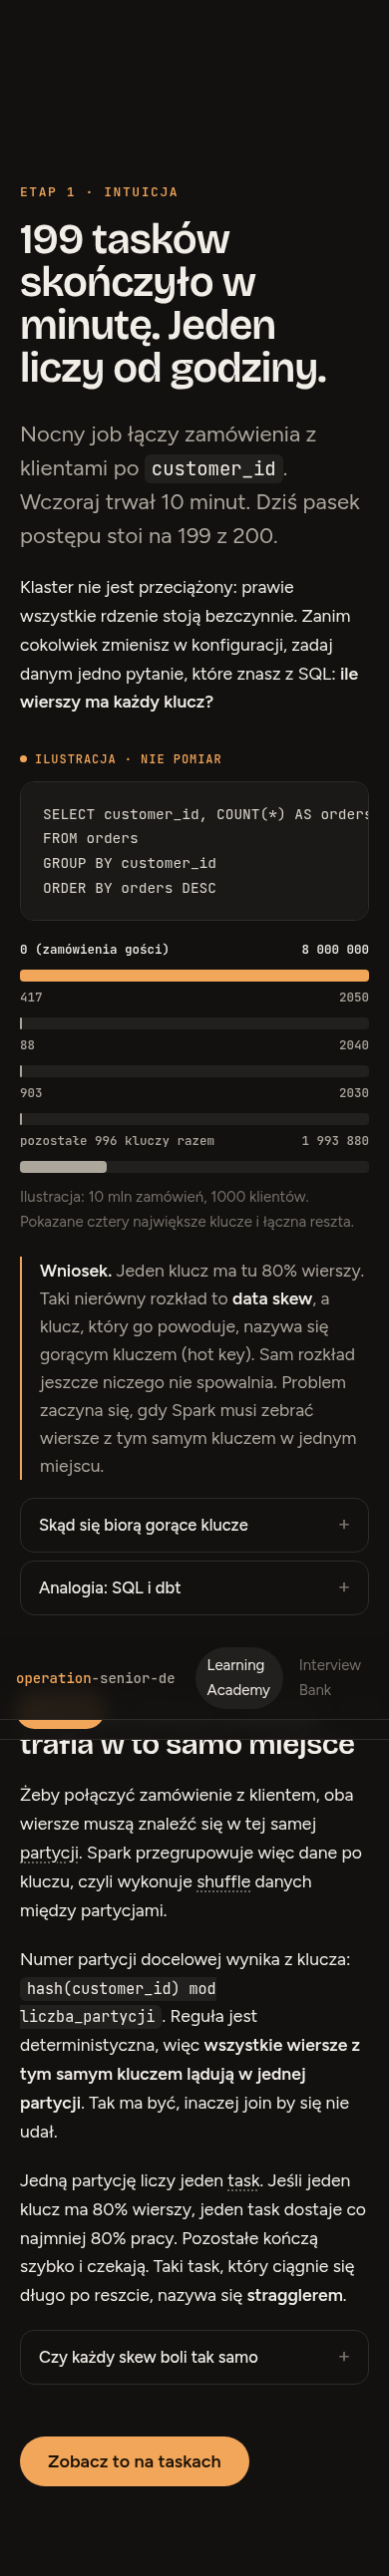 ETAP 1 · INTUICJA
199 tasków
skończyło w
minutę. Jeden
liczy od godziny.
Nocny job łączy zamówienia z
klientami po customer_id.
Wczoraj trwał 10 minut. Dziś pasek
postępu stoi na 199 z 200.
Klaster nie jest przeciążony: prawie
wszystkie rdzenie stoją bezczynnie. Zanim
cokolwiek zmienisz w konfiguracji, zadaj
danym jedno pytanie, które znasz z SQL: ile
wierszy ma każdy klucz?
ILUSTRACJA · NIE POMIAR
SELECT customer_id, COUNT(*) AS orders
FROM orders
GROUP BY customer_id
ORDER BY orders DESC
0 (zamówienia gości) 8 000 000
417 2050
88 2040
903 2030
pozostałe 996 kluczy razem 1 993 880
Ilustracja: 10 mln zamówień, 1000 klientów.
Pokazane cztery największe klucze i łączna reszta.
Wniosek. Jeden klucz ma tu 80% wierszy.
Taki nierówny rozkład to data skew, a
klucz, który go powoduje, nazywa się
gorącym kluczem (hot key). Sam rozkład
jeszcze niczego nie spowalnia. Problem
zaczyna się, gdy Spark musi zebrać
wiersze z tym samym kluczem w jednym
miejscu.
Skąd się biorą gorące klucze +
Analogia: SQL i dbt +
operation-senior-de
Learning
Academy
Interview
Bank
trafia w to samo miejsce
Żeby połączyć zamówienie z klientem, oba
wiersze muszą znaleźć się w tej samej
partycji. Spark przegrupowuje więc dane po
kluczu, czyli wykonuje shuffle danych
między partycjami.
Numer partycji docelowej wynika z klucza:
hash(customer_id) mod
liczba_partycji. Reguła jest
deterministyczna, więc wszystkie wiersze z
tym samym kluczem lądują w jednej
partycji. Tak ma być, inaczej join by się nie
udał.
Jedną partycję liczy jeden task. Jeśli jeden
klucz ma 80% wierszy, jeden task dostaje co
najmniej 80% pracy. Pozostałe kończą
szybko i czekają. Taki task, który ciągnie się
długo po reszcie, nazywa się stragglerem.
Czy każdy skew boli tak samo +
Zobacz to na taskach